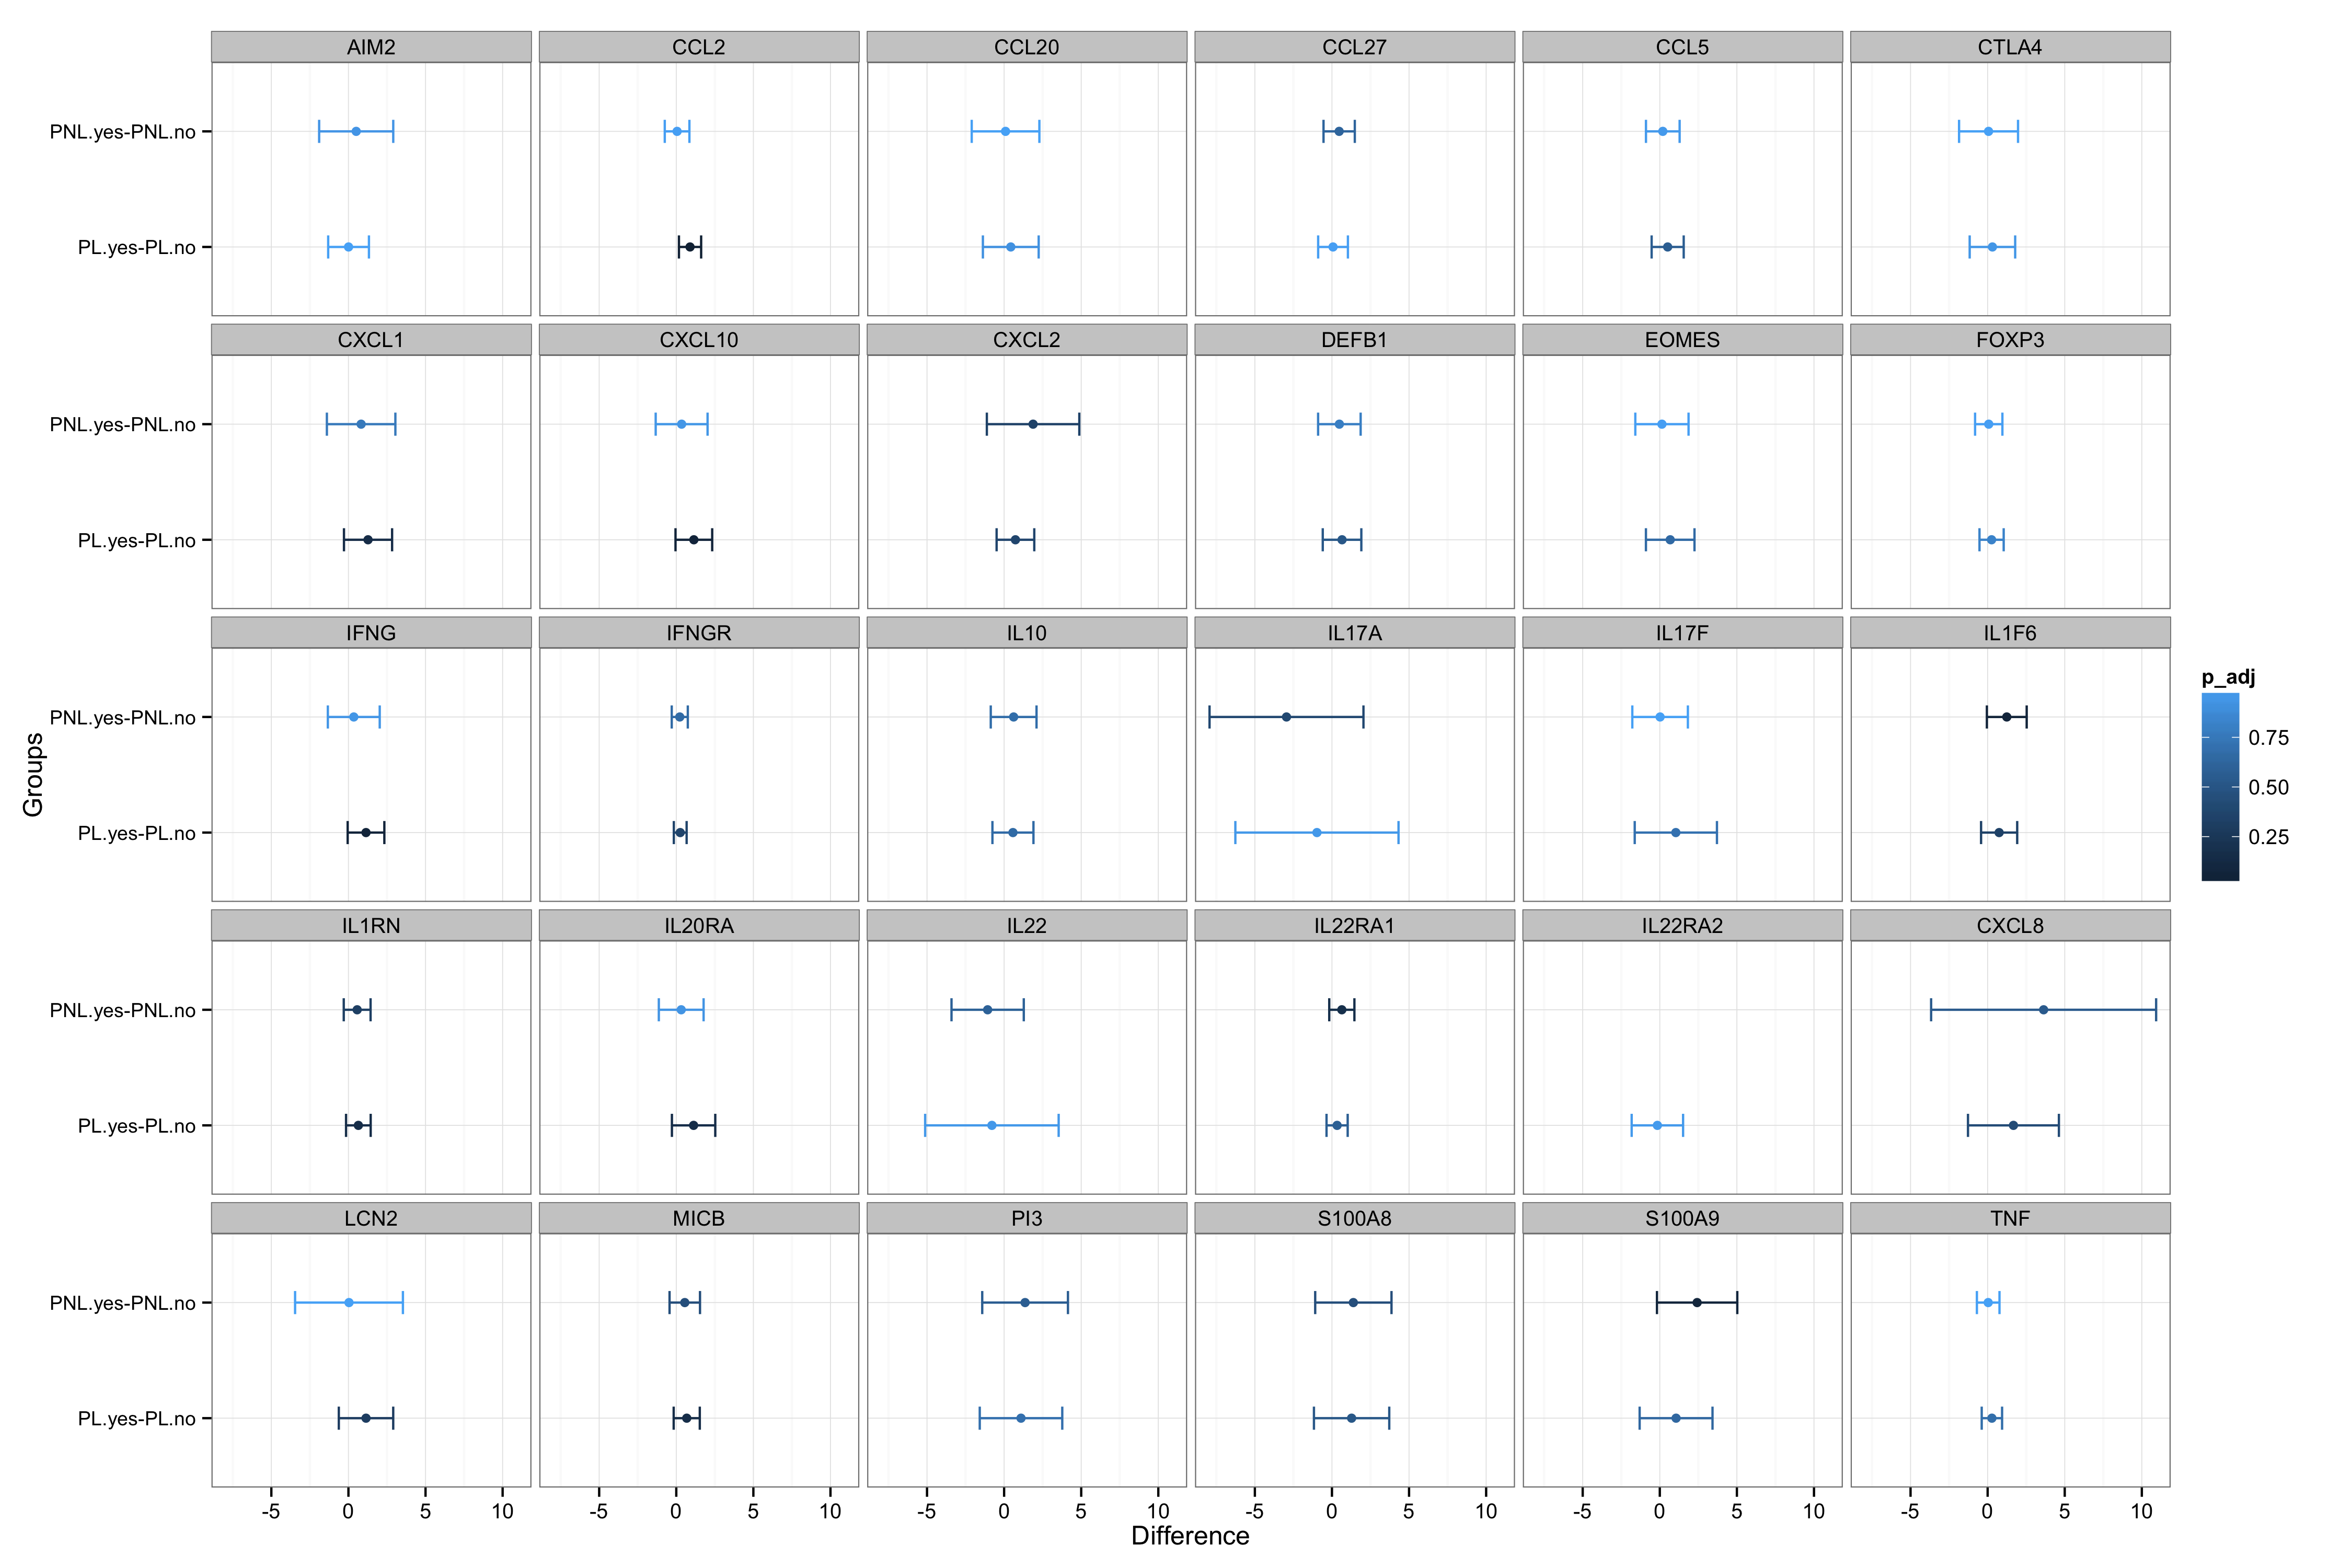 AIM2 CCL2 CCL20 CCL27 CCL5 CTLA4
PNL.yes-PNL.no
PL.yes-PL.no
CXCL1 CXCL10 CXCL2 DEFB1 EOMES FOXP3
PNL.yes-PNL.no
PL.yes-PL.no
IFNG IFNGR IL10 IL17A IL17F IL1F6
PNL.yes-PNL.no
PL.yes-PL.no
IL1RN IL20RA IL22 IL22RA1 IL22RA2 CXCL8
PNL.yes-PNL.no
PL.yes-PL.no
LCN2 MICB PI3 S100A8 S100A9 TNF
PNL.yes-PNL.no
PL.yes-PL.no
-5 0 5 10 -5 0 5 10 -5 0 5 10 -5 0 5 10 -5 0 5 10 -5 0 5 10
Difference
Groups
p_adj
0.75
0.50
0.25